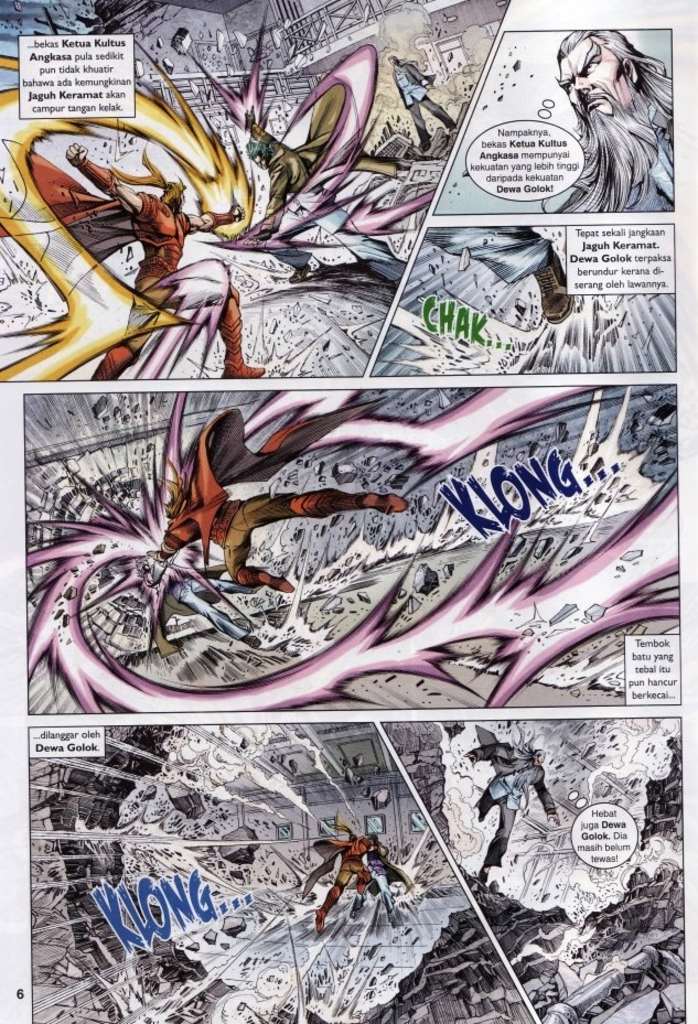 ...bekas Ketua Kultus
Angkasa pula sedikit
pun tidak khuatir
bahawa ada kemungkinan
Jaguh Keramat akan
campur tangan kelak.
Nampaknya,
bekas Ketua Kultus
Angkasa mempunyai
kekuatan yang lebih tinggi
daripada kekuatan
Dewa Golok!
Tepat sekali jangkaan
Jaguh Keramat.
Dewa Golok terpaksa
berundur kerana di-
serang oleh lawannya.
CHAK...
KLONG...
Tembok
batu yang
tebal itu
pun hancur
berkecai...
...dilanggar oleh
Dewa Golok.
KLONG...
Hebat
juga Dewa
Golok. Dia
masih belum
tewas!
6